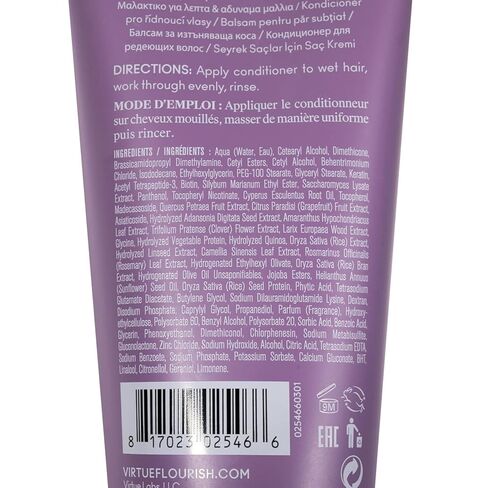 Μαλακτικό για λεπτά & αδύναμα μαλλιά / Conditioner
pro řídnoucí vlasy / Balsam pentru păr subțiat /
Балсам за изтъняваща коса / Кондиционер для
редеющих волос / Seyrek Saçlar İçin Saç Kremi
DIRECTIONS: Apply conditioner to wet hair,
work through evenly, rinse.
MODE D'EMPLOI : Appliquer le conditionneur
sur cheveux mouillés, masser de manière uniforme
puis rincer.
INGREDIENTS / INGRÉDIENTS : Aqua (Water, Eau), Cetearyl Alcohol, Dimethicone,
Brassicamidopropyl Dimethylamine, Cetyl Esters, Cetyl Alcohol, Behentrimonium
Chloride, Isododecane, Ethylhexylglycerin, PEG-100 Stearate, Glyceryl Stearate, Keratin,
Acetyl Tetrapeptide-3, Biotin, Silybum Marianum Ethyl Ester, Saccharomyces Lysate
Extract, Panthenol, Tocopheryl Nicotinate, Cyperus Esculentus Root Oil, Tocopherol,
Madecassoside, Quercus Petraea Fruit Extract, Citrus Paradisi (Grapefruit) Fruit Extract,
Asiaticoside, Hydrolyzed Adansonia Digitata Seed Extract, Amaranthus Hypochondriacus
Leaf Extract, Trifolium Pratense (Clover) Flower Extract, Larix Europaea Wood Extract,
Glycine, Hydrolyzed Vegetable Protein, Hydrolyzed Quinoa, Oryza Sativa (Rice) Extract,
Hydrolyzed Linseed Extract, Camellia Sinensis Leaf Extract, Rosmarinus Officinalis
(Rosemary) Leaf Extract, Hydrogenated Ethylhexyl Olivate, Oryza Sativa (Rice) Bran
Extract, Hydrogenated Olive Oil Unsaponifiables, Jojoba Esters, Helianthus Annuus
(Sunflower) Seed Oil, Oryza Sativa (Rice) Seed Protein, Phytic Acid, Tetrasodium
Glutamate Diacetate, Butylene Glycol, Sodium Dilauramidoglutamide Lysine, Dextran,
Disodium Phosphate, Caprylyl Glycol, Propanediol, Parfum (Fragrance), Hydroxy-
ethylcellulose, Polysorbate 60, Benzyl Alcohol, Polysorbate 20, Sorbic Acid, Isomalt,
Glycerin, Phenoxyethanol, Dimethiconol, Chlorphenesin, Sodium Metabisulfite,
Gluconolactone, Zinc Chloride, Sodium Hydroxide, Alcohol, Citric Acid, Tetrasodium EDTA,
Sodium Benzoete, Sodium Phosphate, Potassium Sorbate, Calcium Gluconate, BHT,
Linalool, Citronellol, Geraniol, Limonene.
8 17023 02546 6
0254660301
9M
EAC
VIRTUEFLOURISH.COM
Virtue Labs, LLC